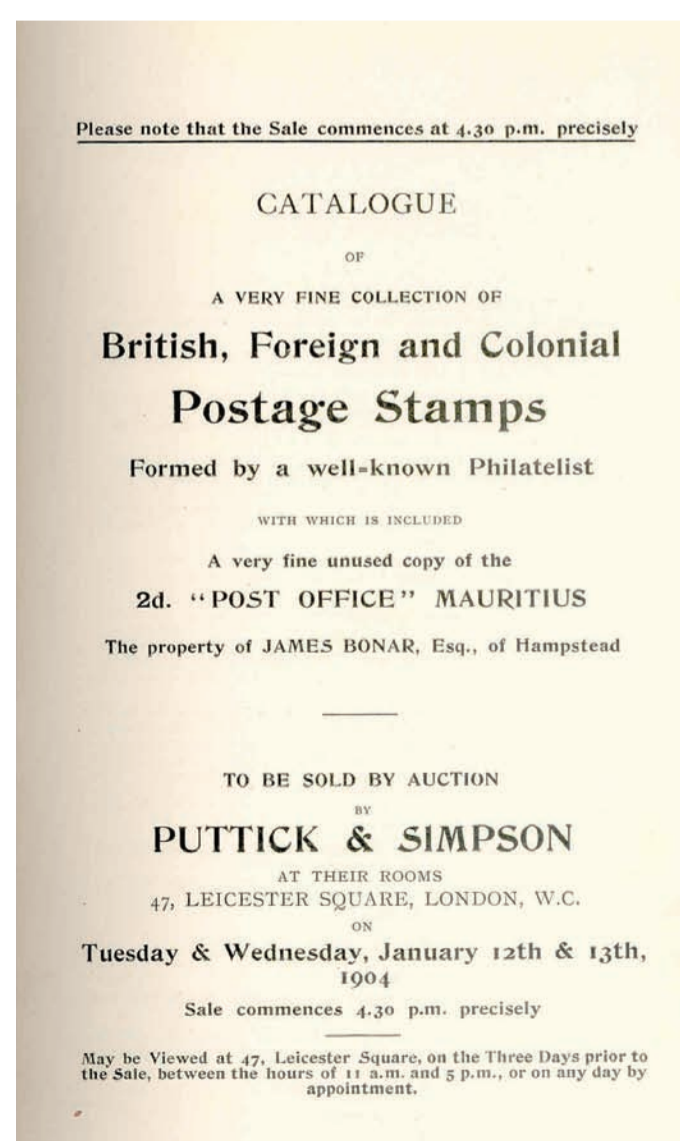 Please note that the Sale commences at 4.30 p.m. precisely
CATALOGUE
OF
A VERY FINE COLLECTION OF
British, Foreign and Colonial
Postage Stamps
Formed by a well-known Philatelist
WITH WHICH IS INCLUDED
A very fine unused copy of the
2d. "POST OFFICE" MAURITIUS
The property of JAMES BONAR, Esq., of Hampstead
TO BE SOLD BY AUCTION
BY
PUTTICK & SIMPSON
AT THEIR ROOMS
47, LEICESTER SQUARE, LONDON, W.C.
ON
Tuesday & Wednesday, January 12th & 13th,
1904
Sale commences 4.30 p.m. precisely
May be Viewed at 47, Leicester Square, on the Three Days prior to
the Sale, between the hours of 11 a.m. and 5 p.m., or on any day by
appointment.